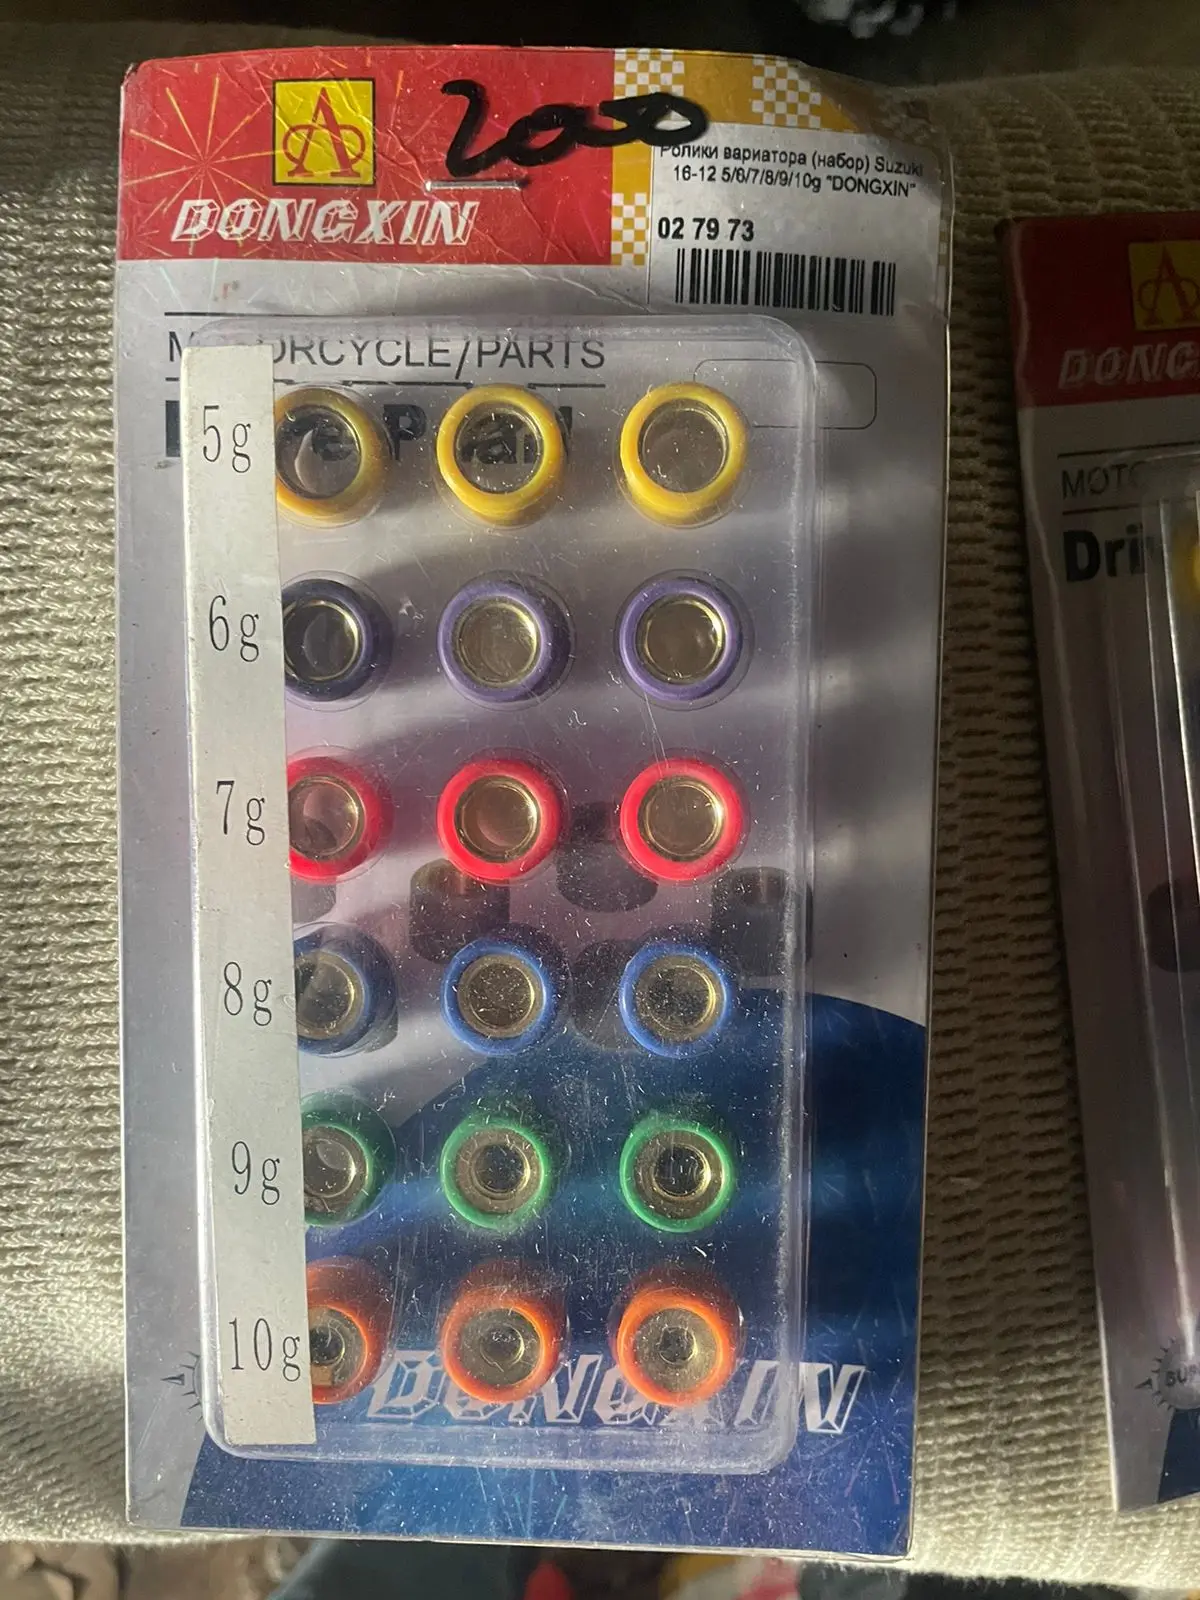 2000
DONGXIN
Ролики вариатора (набор) Suzuki
16-12 5/6/7/8/9/10g "DONGXIN"
02 79 73
MOTORCYCLE/PARTS
5g
6g
7g
8g
9g
10g
DONGXIN
DONGX
MOTO
Dri